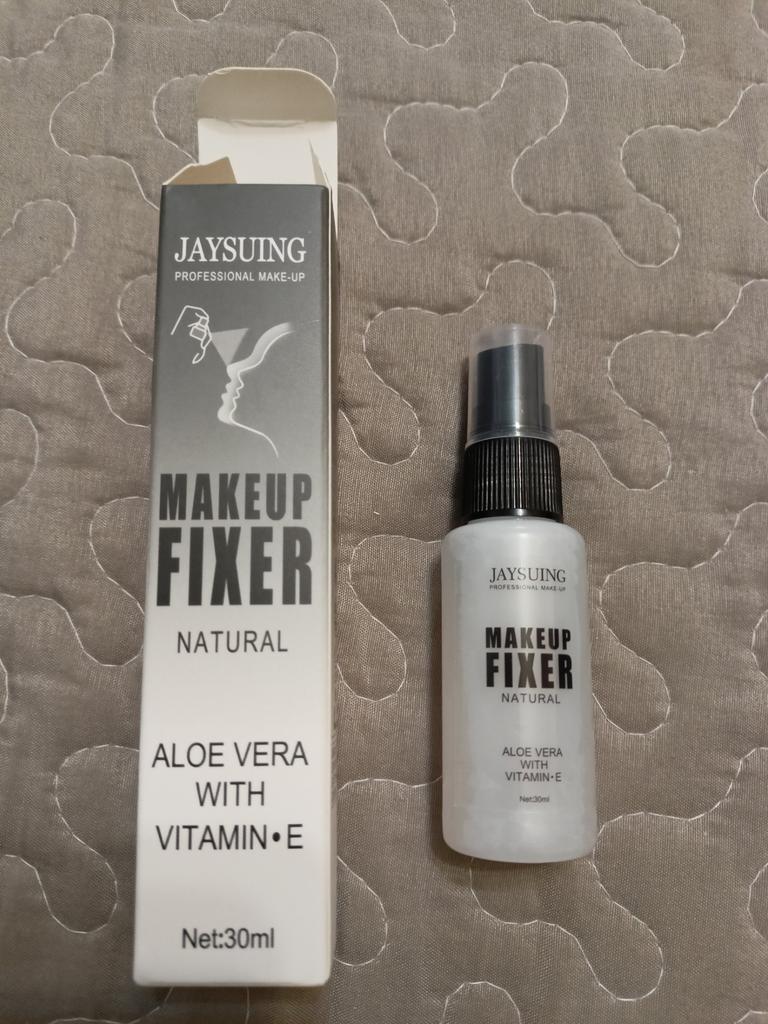 JAYSUING
PROFESSIONAL MAKE-UP
MAKEUP
FIXER
NATURAL
ALOE VERA
WITH
VITAMIN•E
Net:30ml
JAYSUING
PROFESSIONAL MAKE-UP
MAKEUP
FIXER
NATURAL
ALOE VERA
WITH
VITAMIN•E
Net:30ml